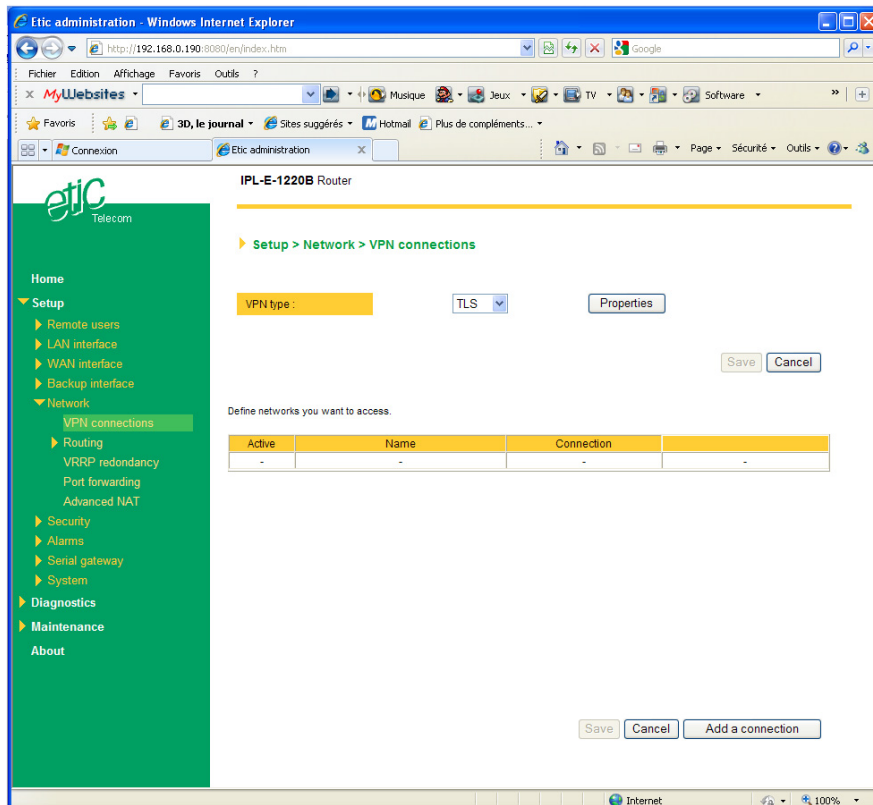 Etic administration - Windows Internet Explorer
http://192.168.0.190:8080/en/index.htm
Google
Fichier Edition Affichage Favoris Outils ?
x MyWebsites Musique Jeux TV Software »
Favoris 3D, le journal Sites suggérés Hotmail Plus de compléments...
Connexion Etic administration X Page Sécurité Outils
etic
Telecom
IPL-E-1220B Router
Setup > Network > VPN connections
Home
Setup
Remote users
LAN interface
WAN interface
Backup interface
Network
VPN connections
Routing
VRRP redondancy
Port forwarding
Advanced NAT
Security
Alarms
Serial gateway
System
Diagnostics
Maintenance
About
VPN type : TLS Properties
Save Cancel
Define networks you want to access.
Active Name Connection
- - - -
Save Cancel Add a connection
Internet 100%